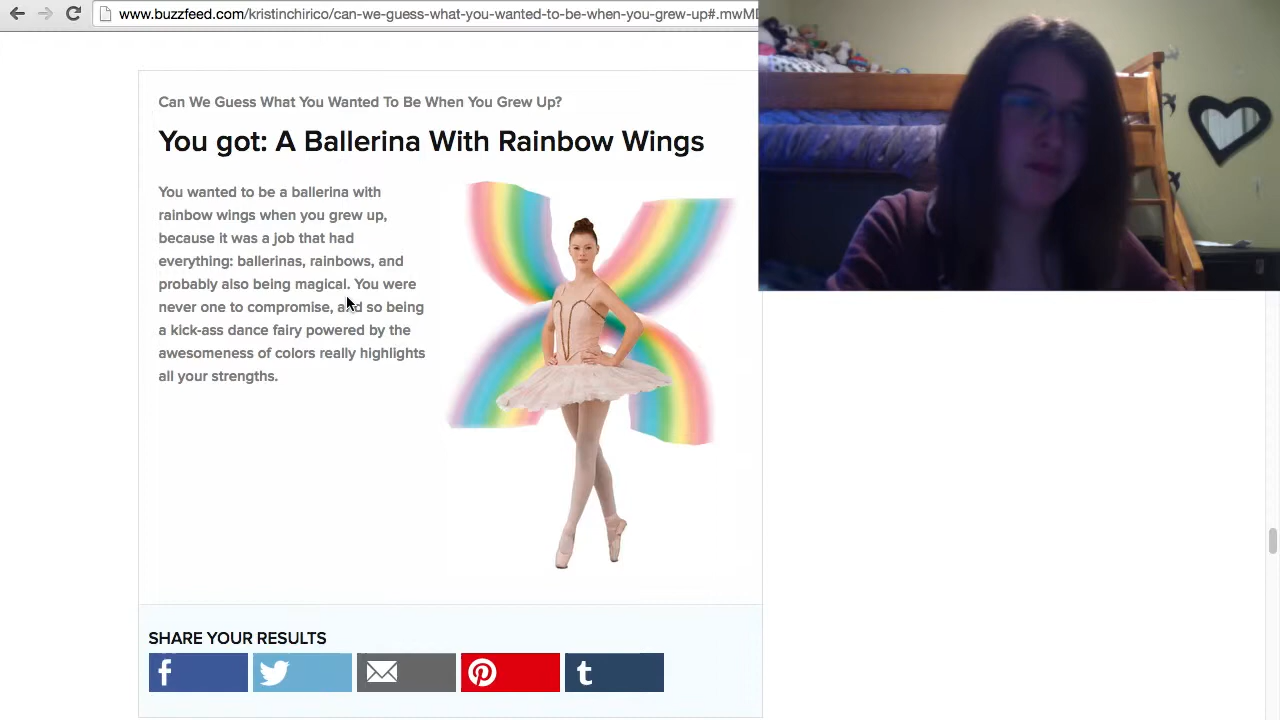 www.buzzfeed.com/kristinchirico/can-we-guess-what-you-wanted-to-be-when-you-grew-up#.mwM
Can We Guess What You Wanted To Be When You Grew Up?
You got: A Ballerina With Rainbow Wings
You wanted to be a ballerina with
rainbow wings when you grew up,
because it was a job that had
everything: ballerinas, rainbows, and
probably also being magical. You were
never one to compromise, and so being
a kick-ass dance fairy powered by the
awesomeness of colors really highlights
all your strengths.
SHARE YOUR RESULTS